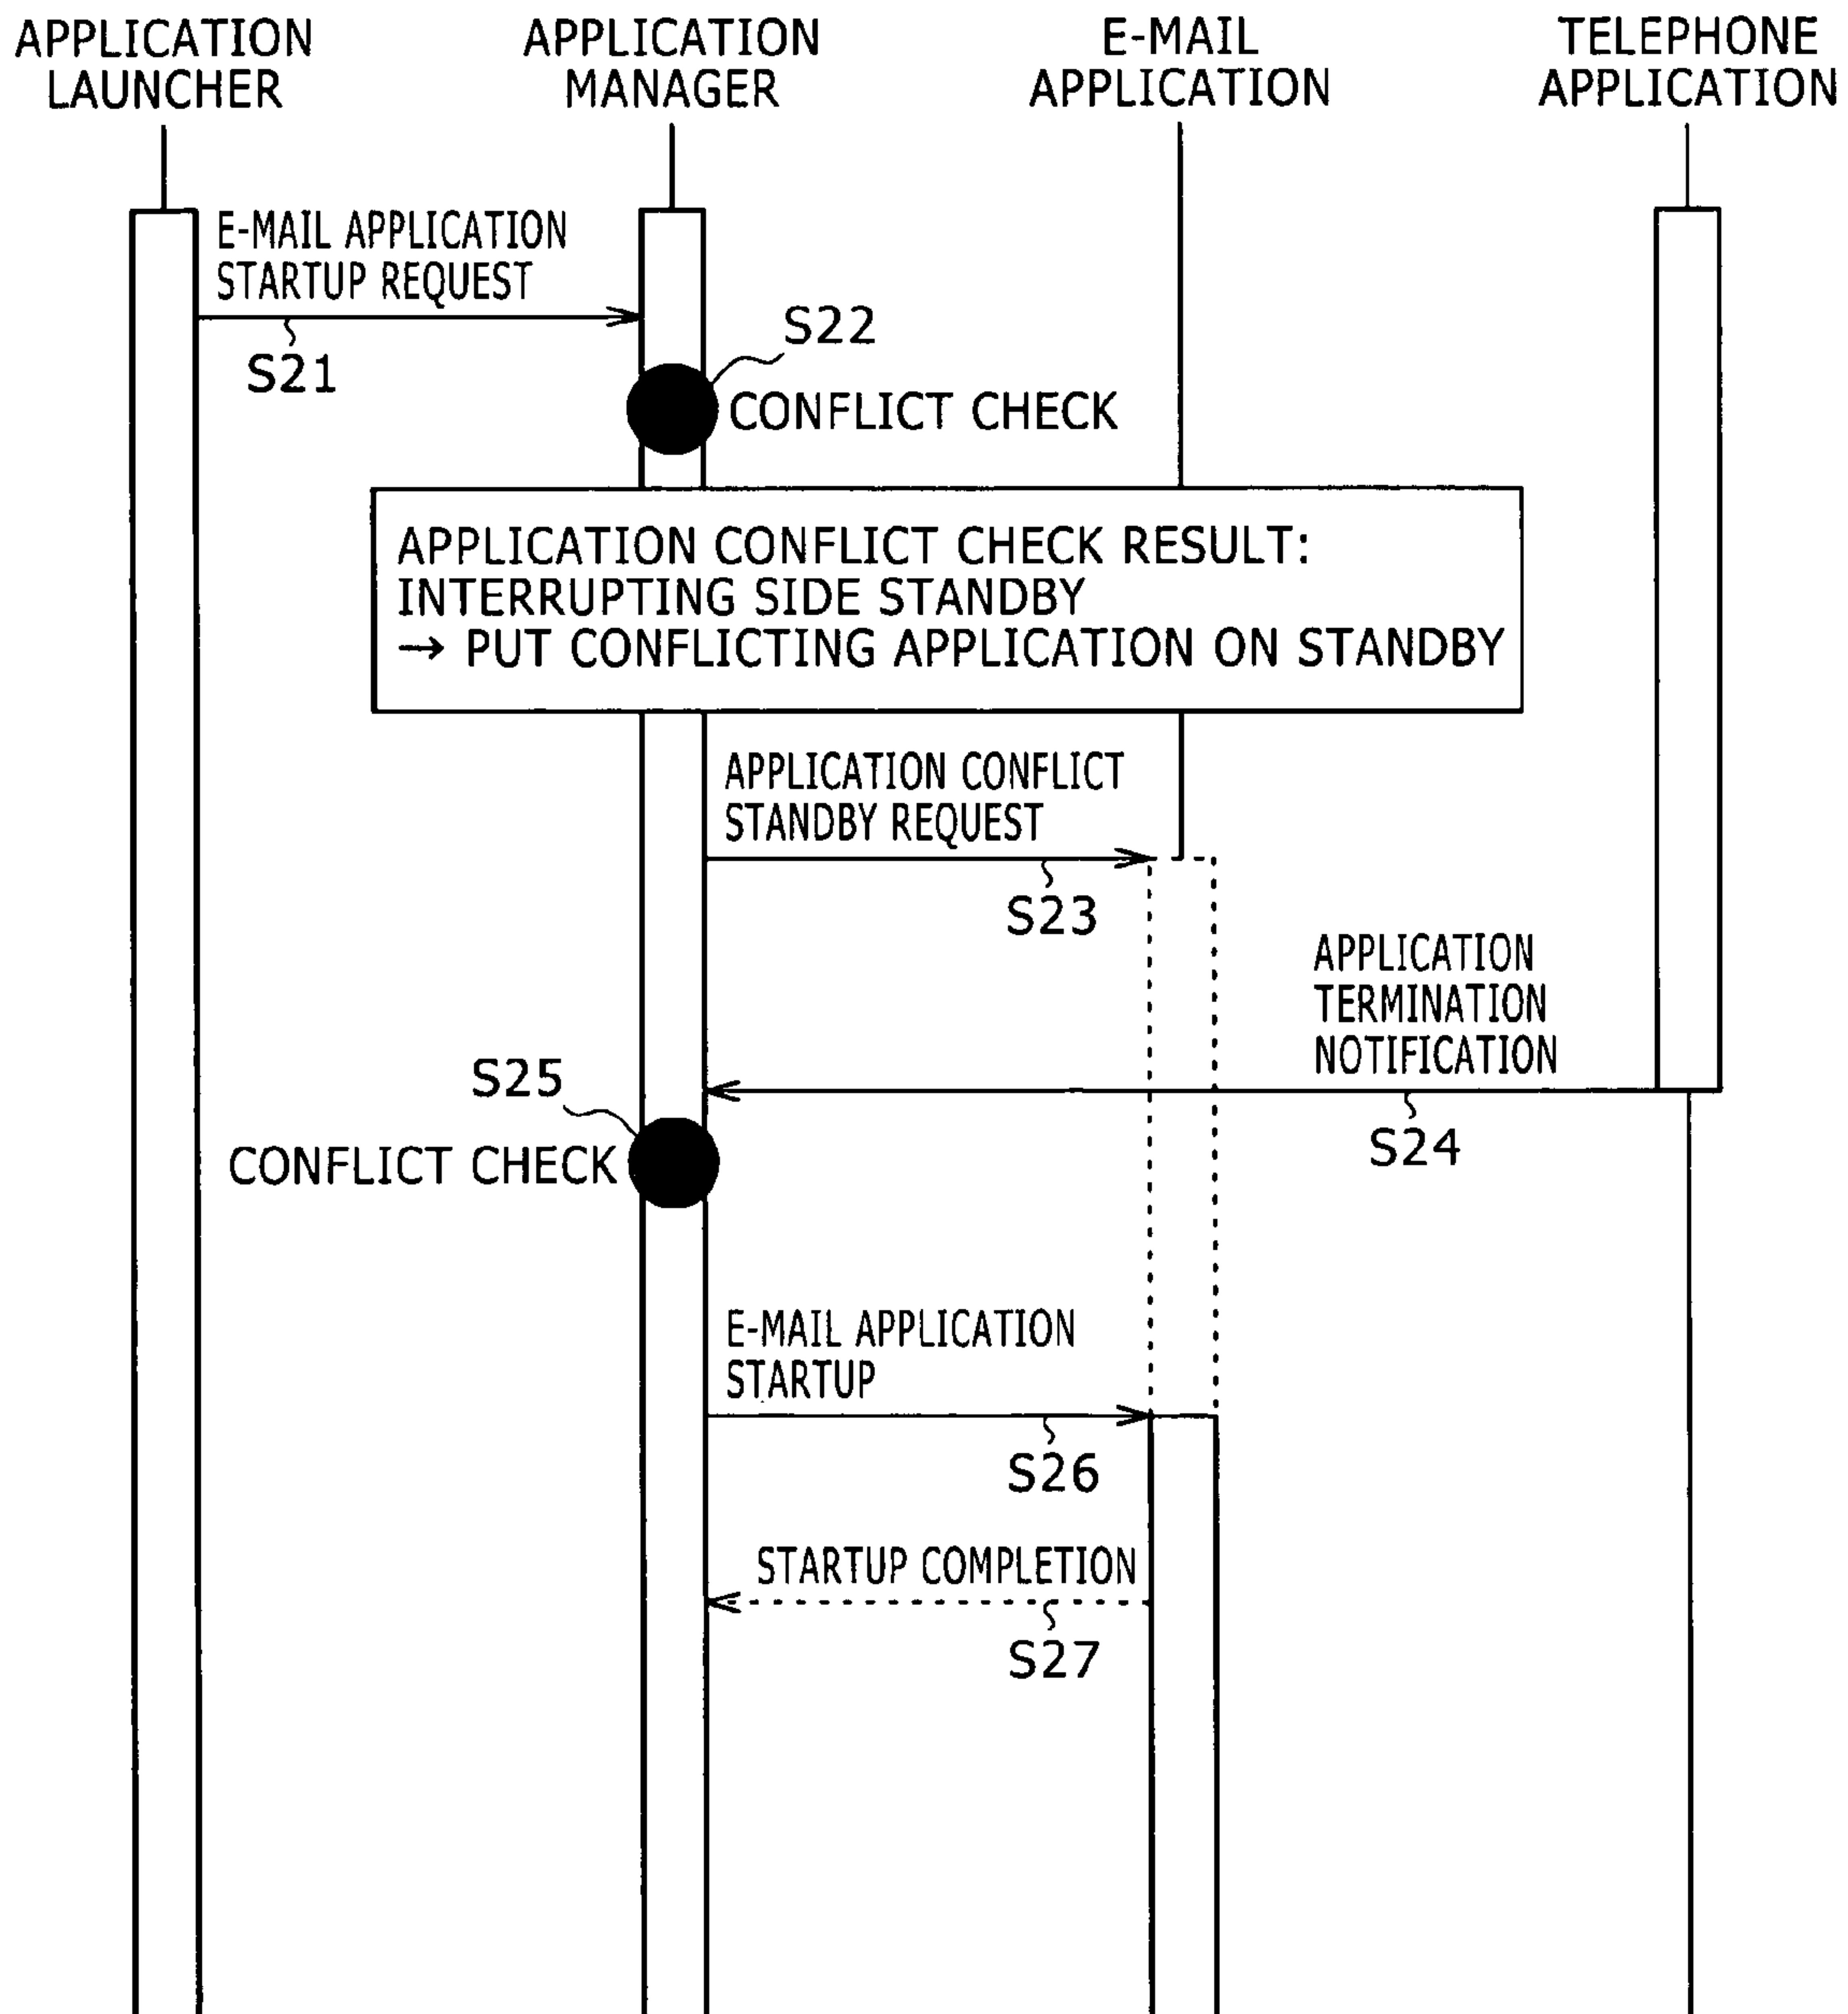 APPLICATION
LAUNCHER
APPLICATION
MANAGER
E-MAIL
APPLICATION
TELEPHONE
APPLICATION
E-MAIL APPLICATION
STARTUP REQUEST
S21
S22
CONFLICT CHECK
APPLICATION CONFLICT CHECK RESULT:
INTERRUPTING SIDE STANDBY
→ PUT CONFLICTING APPLICATION ON STANDBY
APPLICATION CONFLICT
STANDBY REQUEST
S23
APPLICATION
TERMINATION
NOTIFICATION
S24
S25
CONFLICT CHECK
E-MAIL APPLICATION
STARTUP
S26
STARTUP COMPLETION
S27